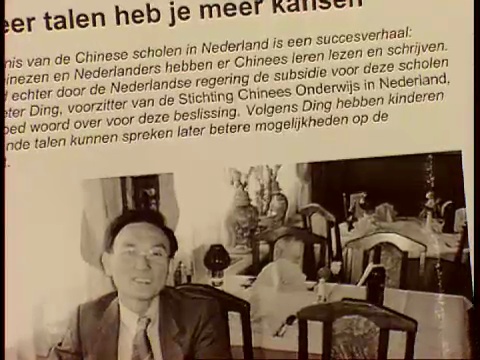 eer talen heb je meer kansen
nis van de Chinese scholen in Nederland is een succesverhaal:
inezen en Nederlanders hebben er Chinees leren lezen en schrijven.
echter door de Nederlandse regering de subsidie voor deze scholen
eter Ding, voorzitter van de Stichting Chinees Onderwijs in Nederland,
oed woord over voor deze beslissing. Volgens Ding hebben kinderen
nde talen kunnen spreken later betere mogelijkheden op de
t.